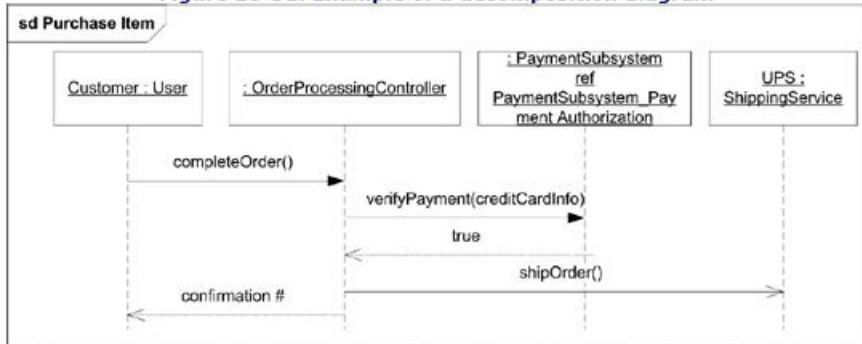 sd Purchase Item
Customer : User
: OrderProcessingController
: PaymentSubsystem
ref
PaymentSubsystem_Pay
ment Authorization
UPS :
ShippingService
completeOrder()
verifyPayment(creditCardInfo)
true
shipOrder()
confirmation #